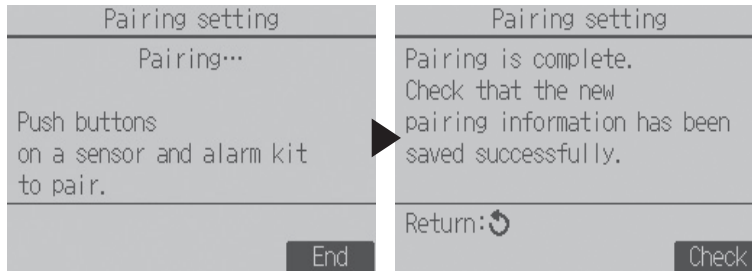 Pairing setting
Pairing…
Push buttons
on a sensor and alarm kit
to pair.
End
Pairing setting
Pairing is complete.
Check that the new
pairing information has been
saved successfully.
Return:
Check